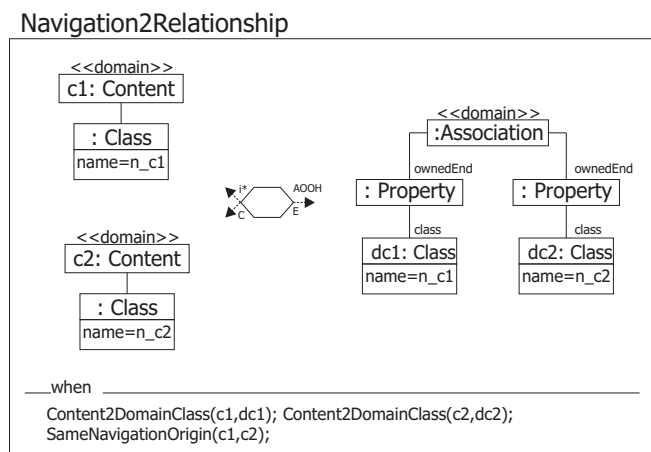 Navigation2Relationship
<<domain>>
c1: Content
: Class
name=n_c1
<<domain>>
c2: Content
: Class
name=n_c2
i*
C
AOOH
E
<<domain>>
:Association
ownedEnd
ownedEnd
: Property
: Property
class
class
dc1: Class
name=n_c1
dc2: Class
name=n_c2
when
Content2DomainClass(c1,dc1); Content2DomainClass(c2,dc2);
SameNavigationOrigin(c1,c2);